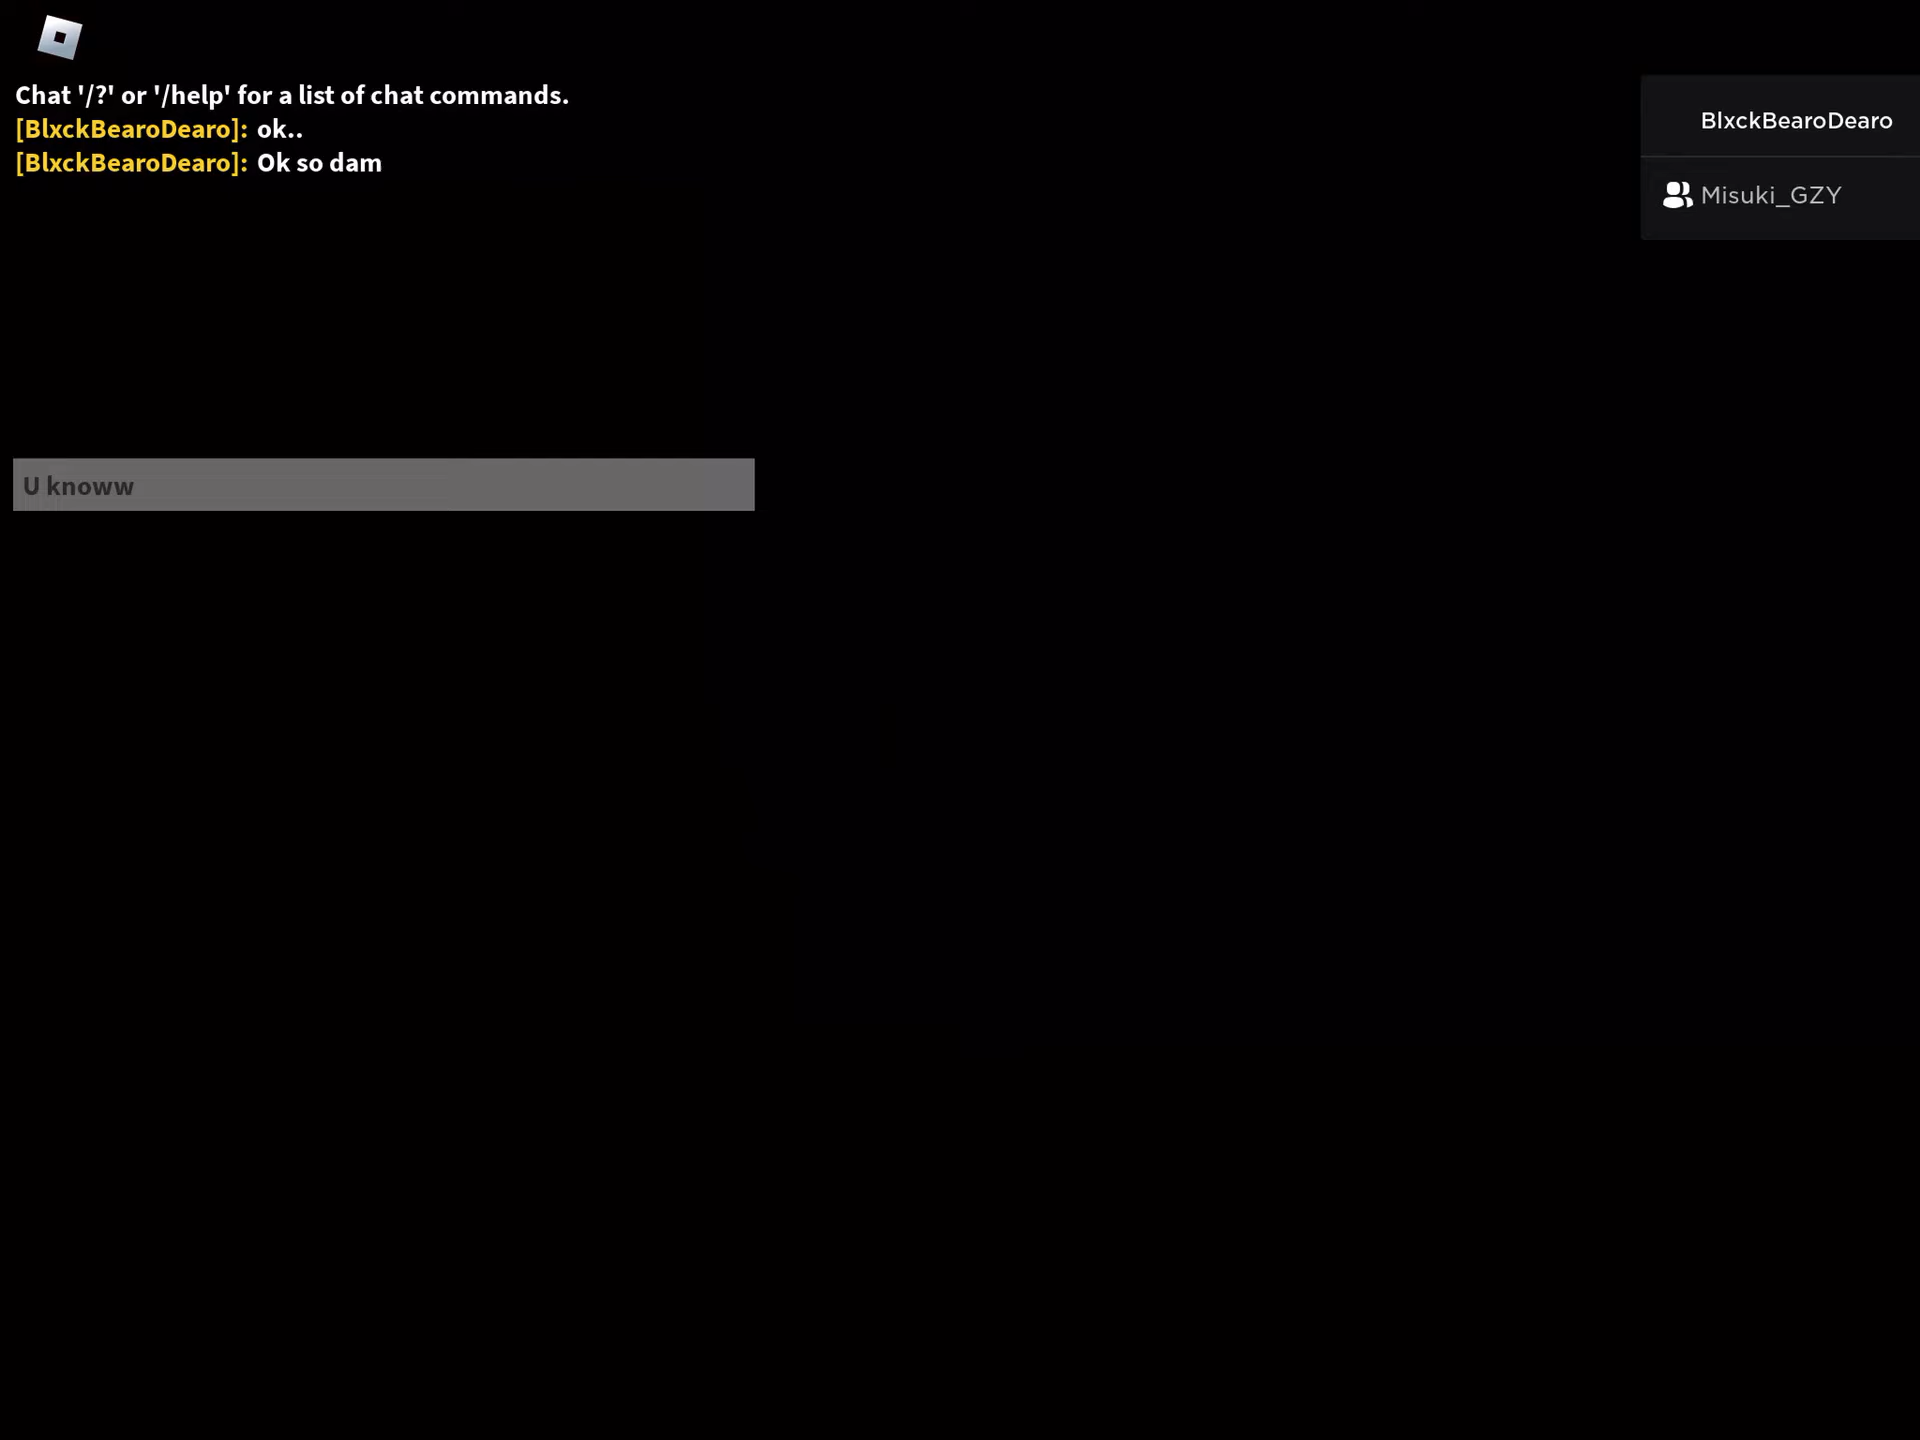 Chat '/?' or '/help' for a list of chat commands.
[BlxckBearoDearo]: ok..
[BlxckBearoDearo]: Ok so dam
BlxckBearoDearo
Misuki_GZY
U knoww